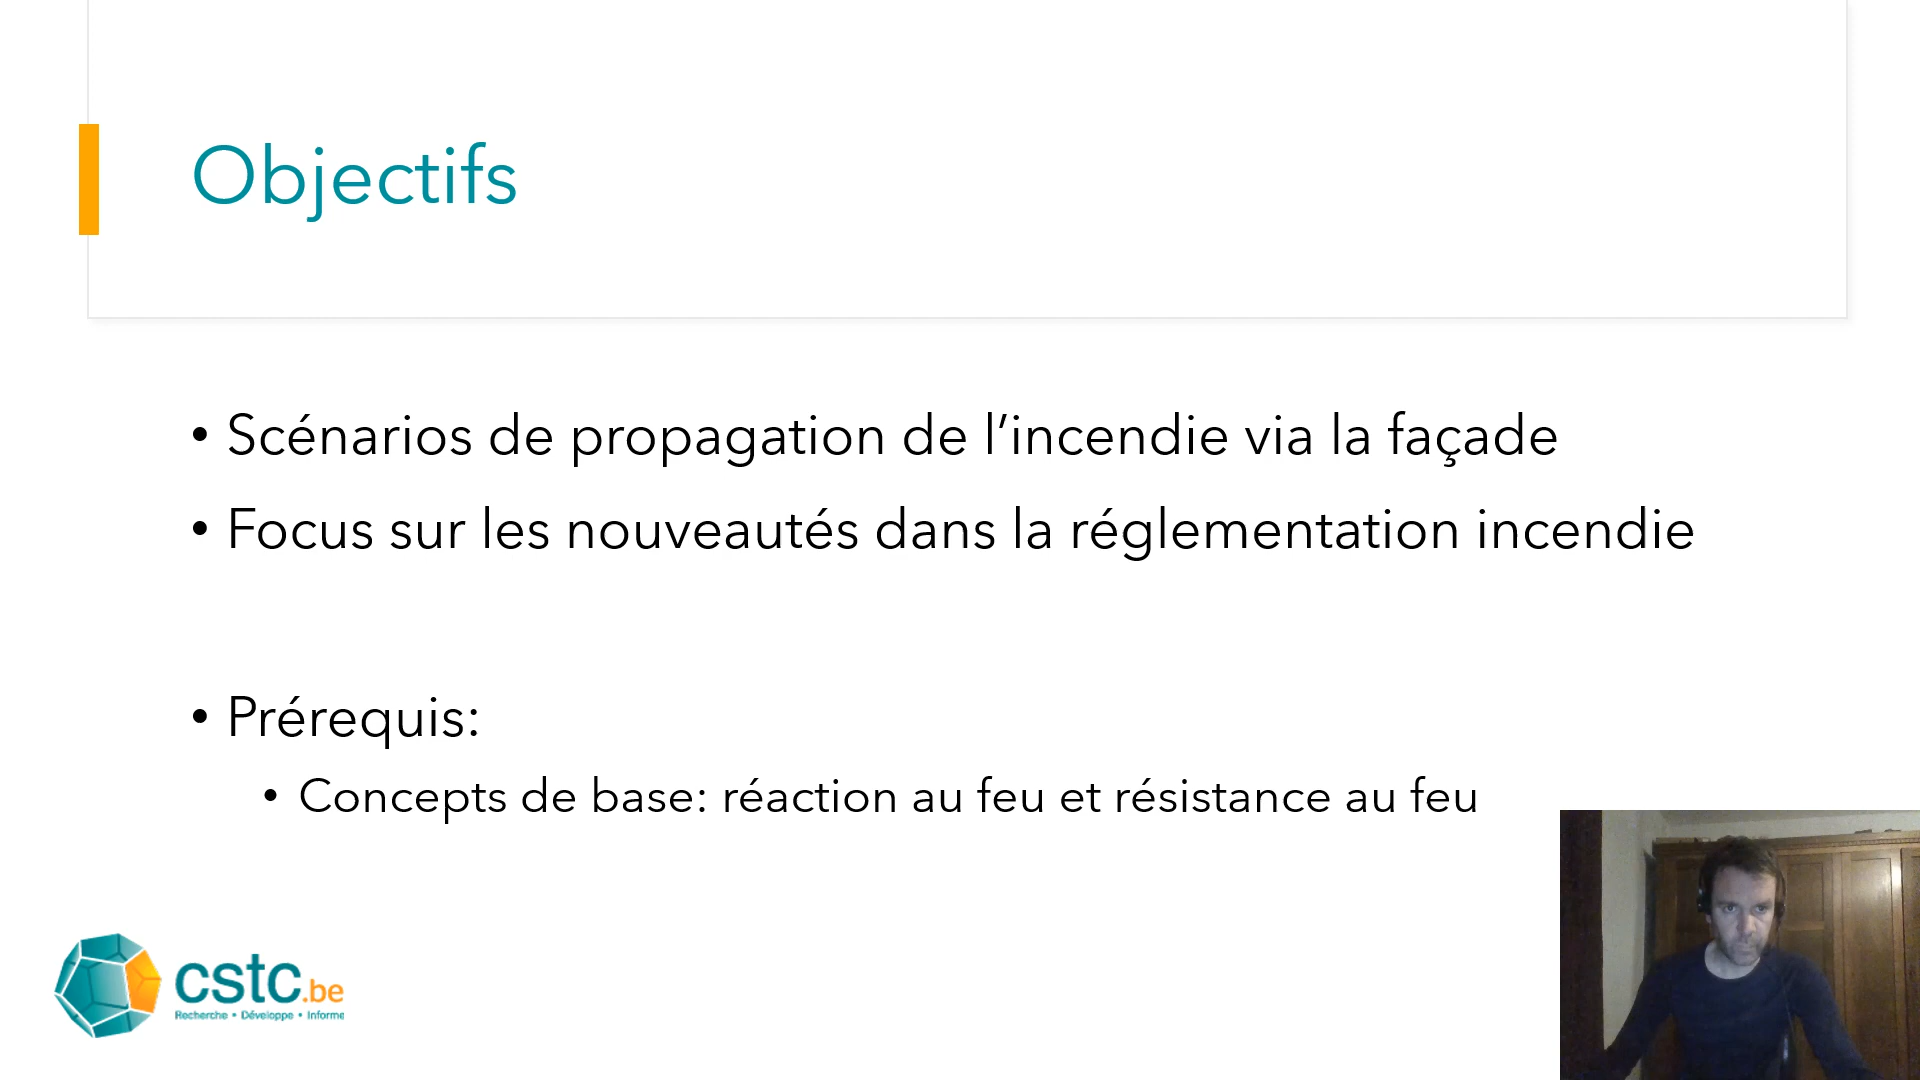 Objectifs
• Scénarios de propagation de l’incendie via la façade
• Focus sur les nouveautés dans la réglementation incendie
• Prérequis:
• Concepts de base: réaction au feu et résistance au feu
cstc.be
Recherche • Développe • Informe